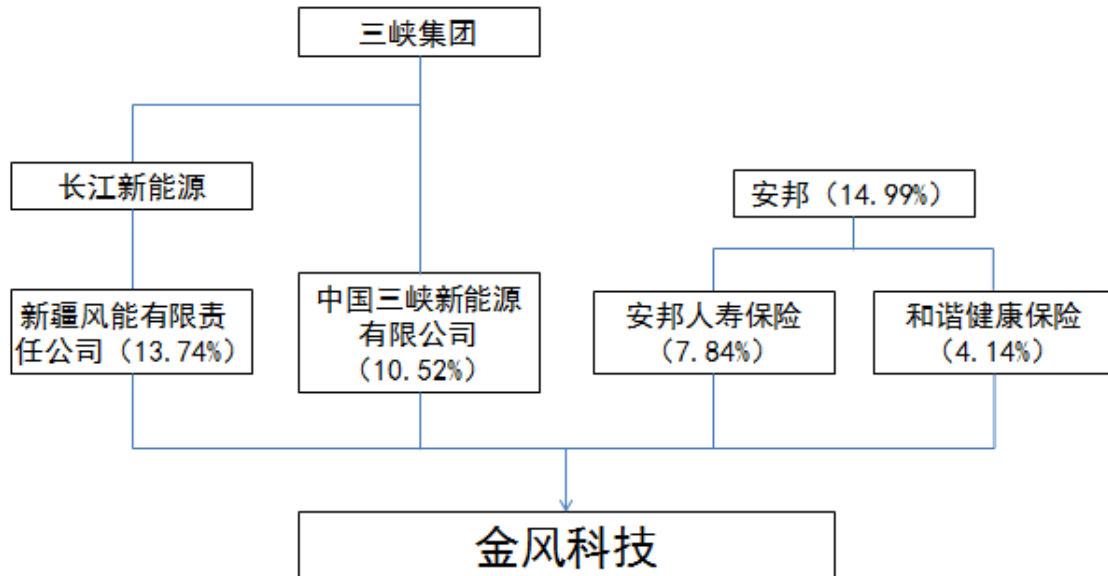 三峡集团
长江新能源
安邦（14.99%）
新疆风能有限责
任公司（13.74%）
中国三峡新能源
有限公司
（10.52%）
安邦人寿保险
（7.84%）
和谐健康保险
（4.14%）
金风科技